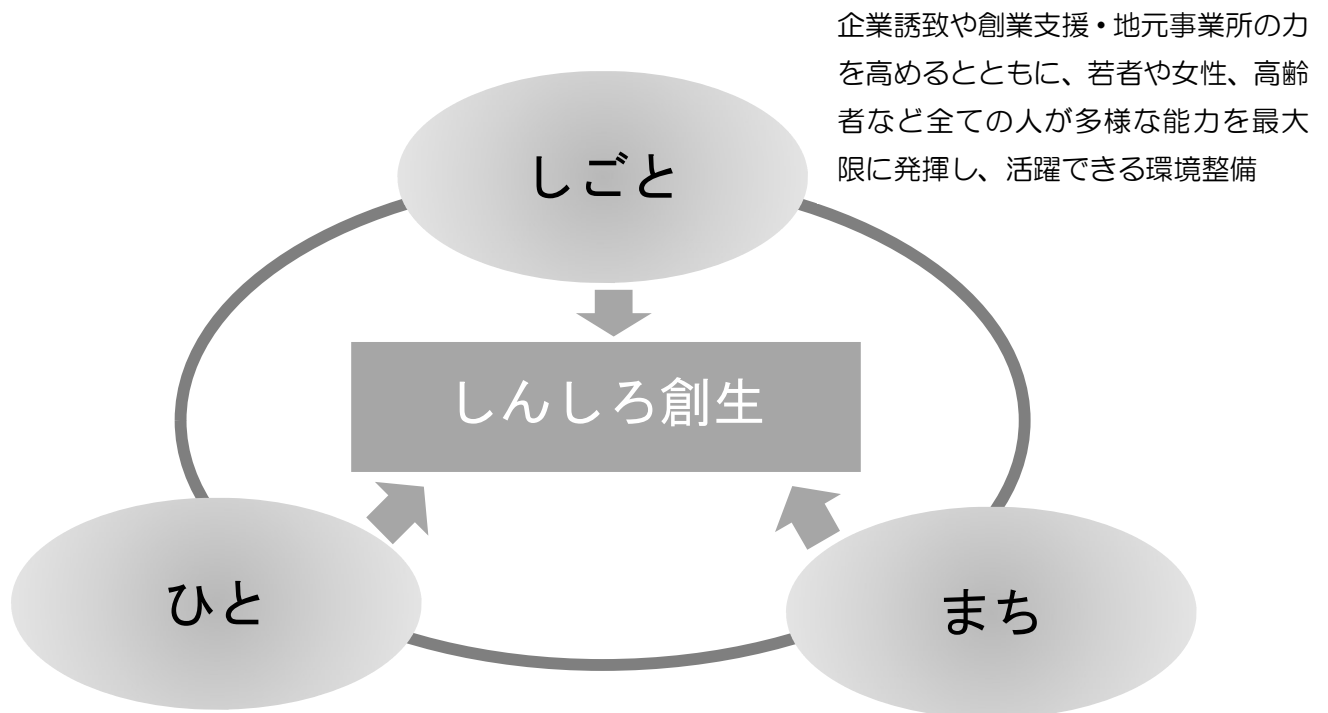 企業誘致や創業支援・地元事業所の力
を高めるとともに、若者や女性、高齢
者など全ての人が多様な能力を最大
限に発揮し、活躍できる環境整備
しごと
しんしろ創生
ひと
まち